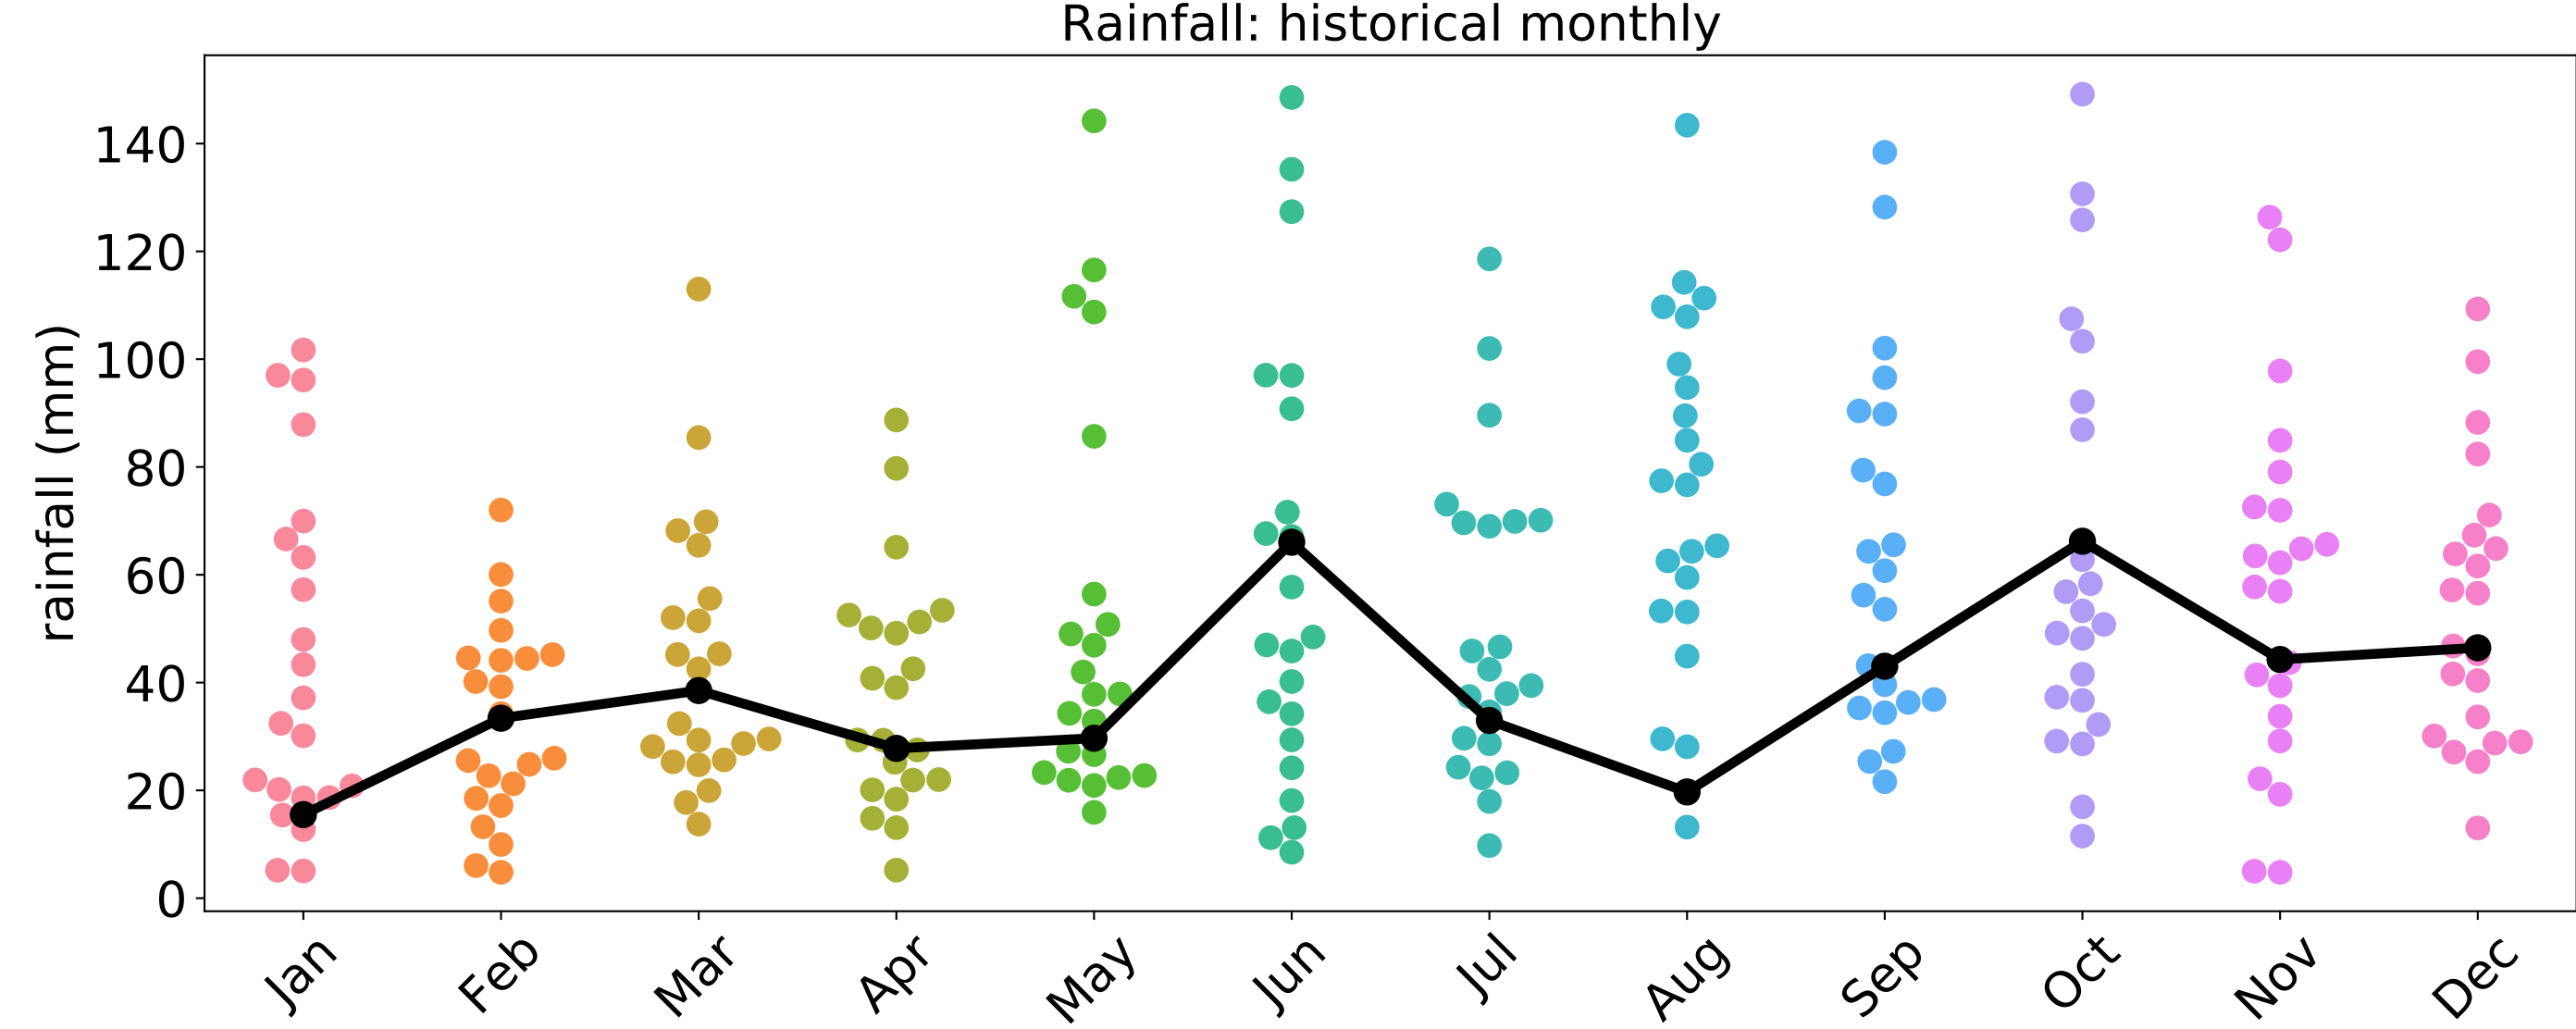 Rainfall: historical monthly
rainfall (mm)
140
120
100
80
60
40
20
0
Jan Feb Mar Apr May Jun Jul Aug Sep Oct Nov Dec